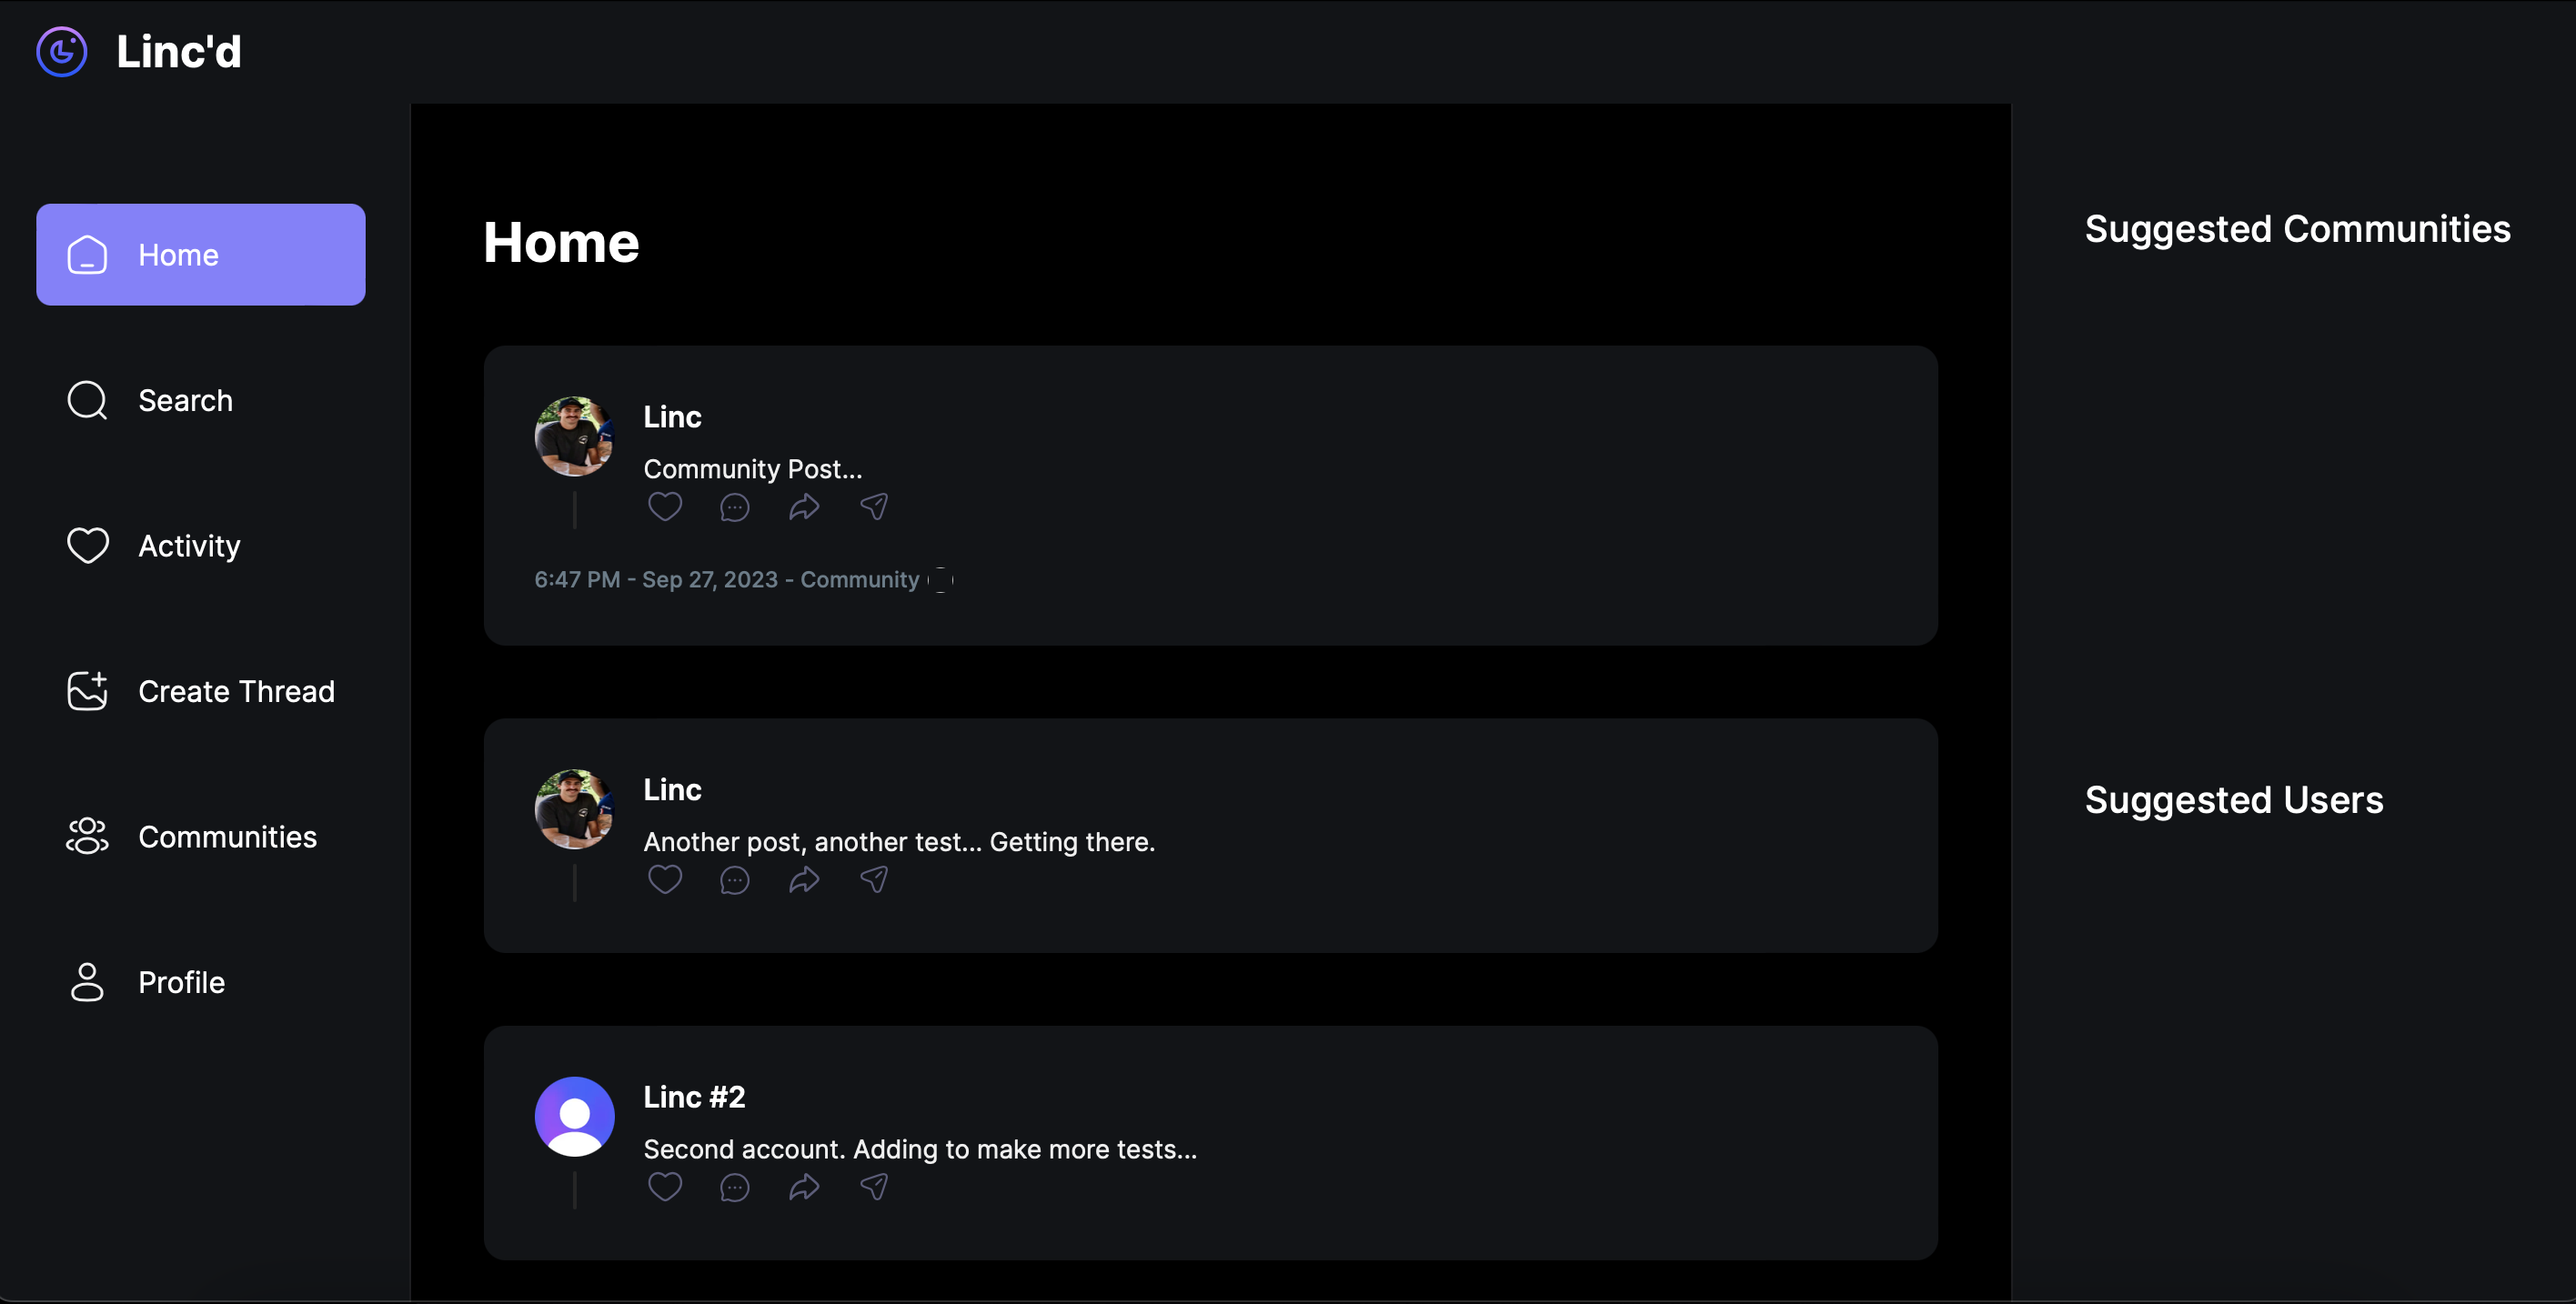 Linc'd
Home
Search
Activity
Create Thread
Communities
Profile
Home
Linc
Community Post...
6:47 PM - Sep 27, 2023 - Community
Linc
Another post, another test... Getting there.
Linc #2
Second account. Adding to make more tests...
Suggested Communities
Suggested Users